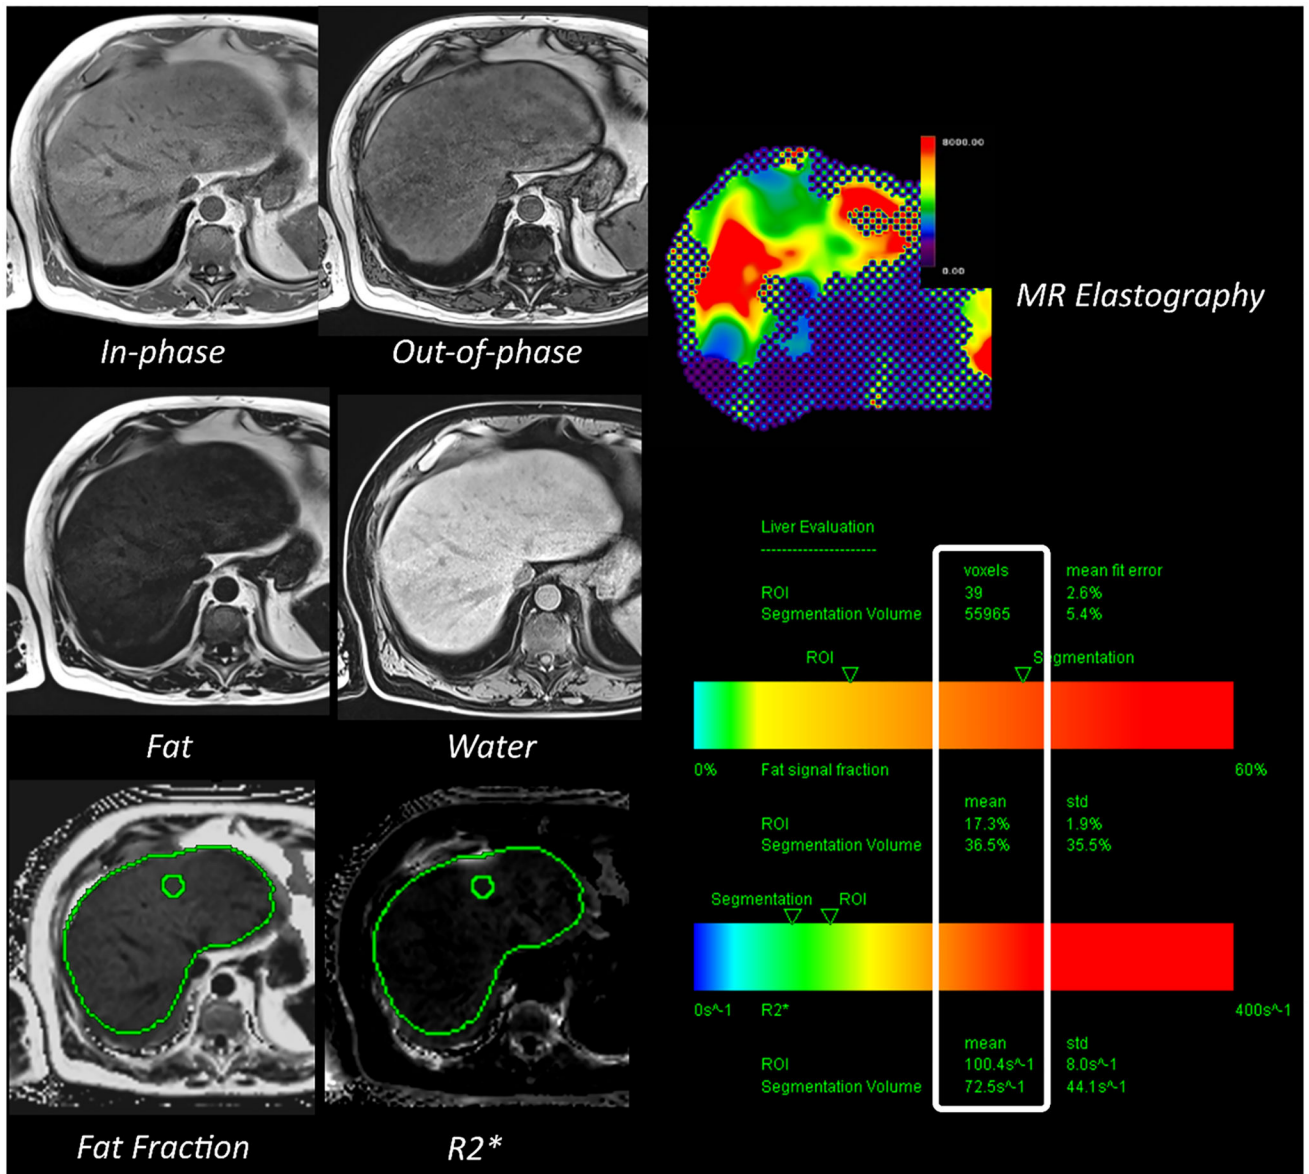 In-phase
Out-of-phase
8000.00
0.00
MR Elastography
Fat
Water
Liver Evaluation
----------------------
voxels mean fit error
ROI 39 2.6%
Segmentation Volume 55965 5.4%
ROI Segmentation
0% Fat signal fraction 60%
mean std
ROI 17.3% 1.9%
Segmentation Volume 36.5% 35.5%
Segmentation ROI
0s^-1 R2* 400s^-1
mean std
ROI 100.4s^-1 8.0s^-1
Segmentation Volume 72.5s^-1 44.1s^-1
Fat Fraction
R2*